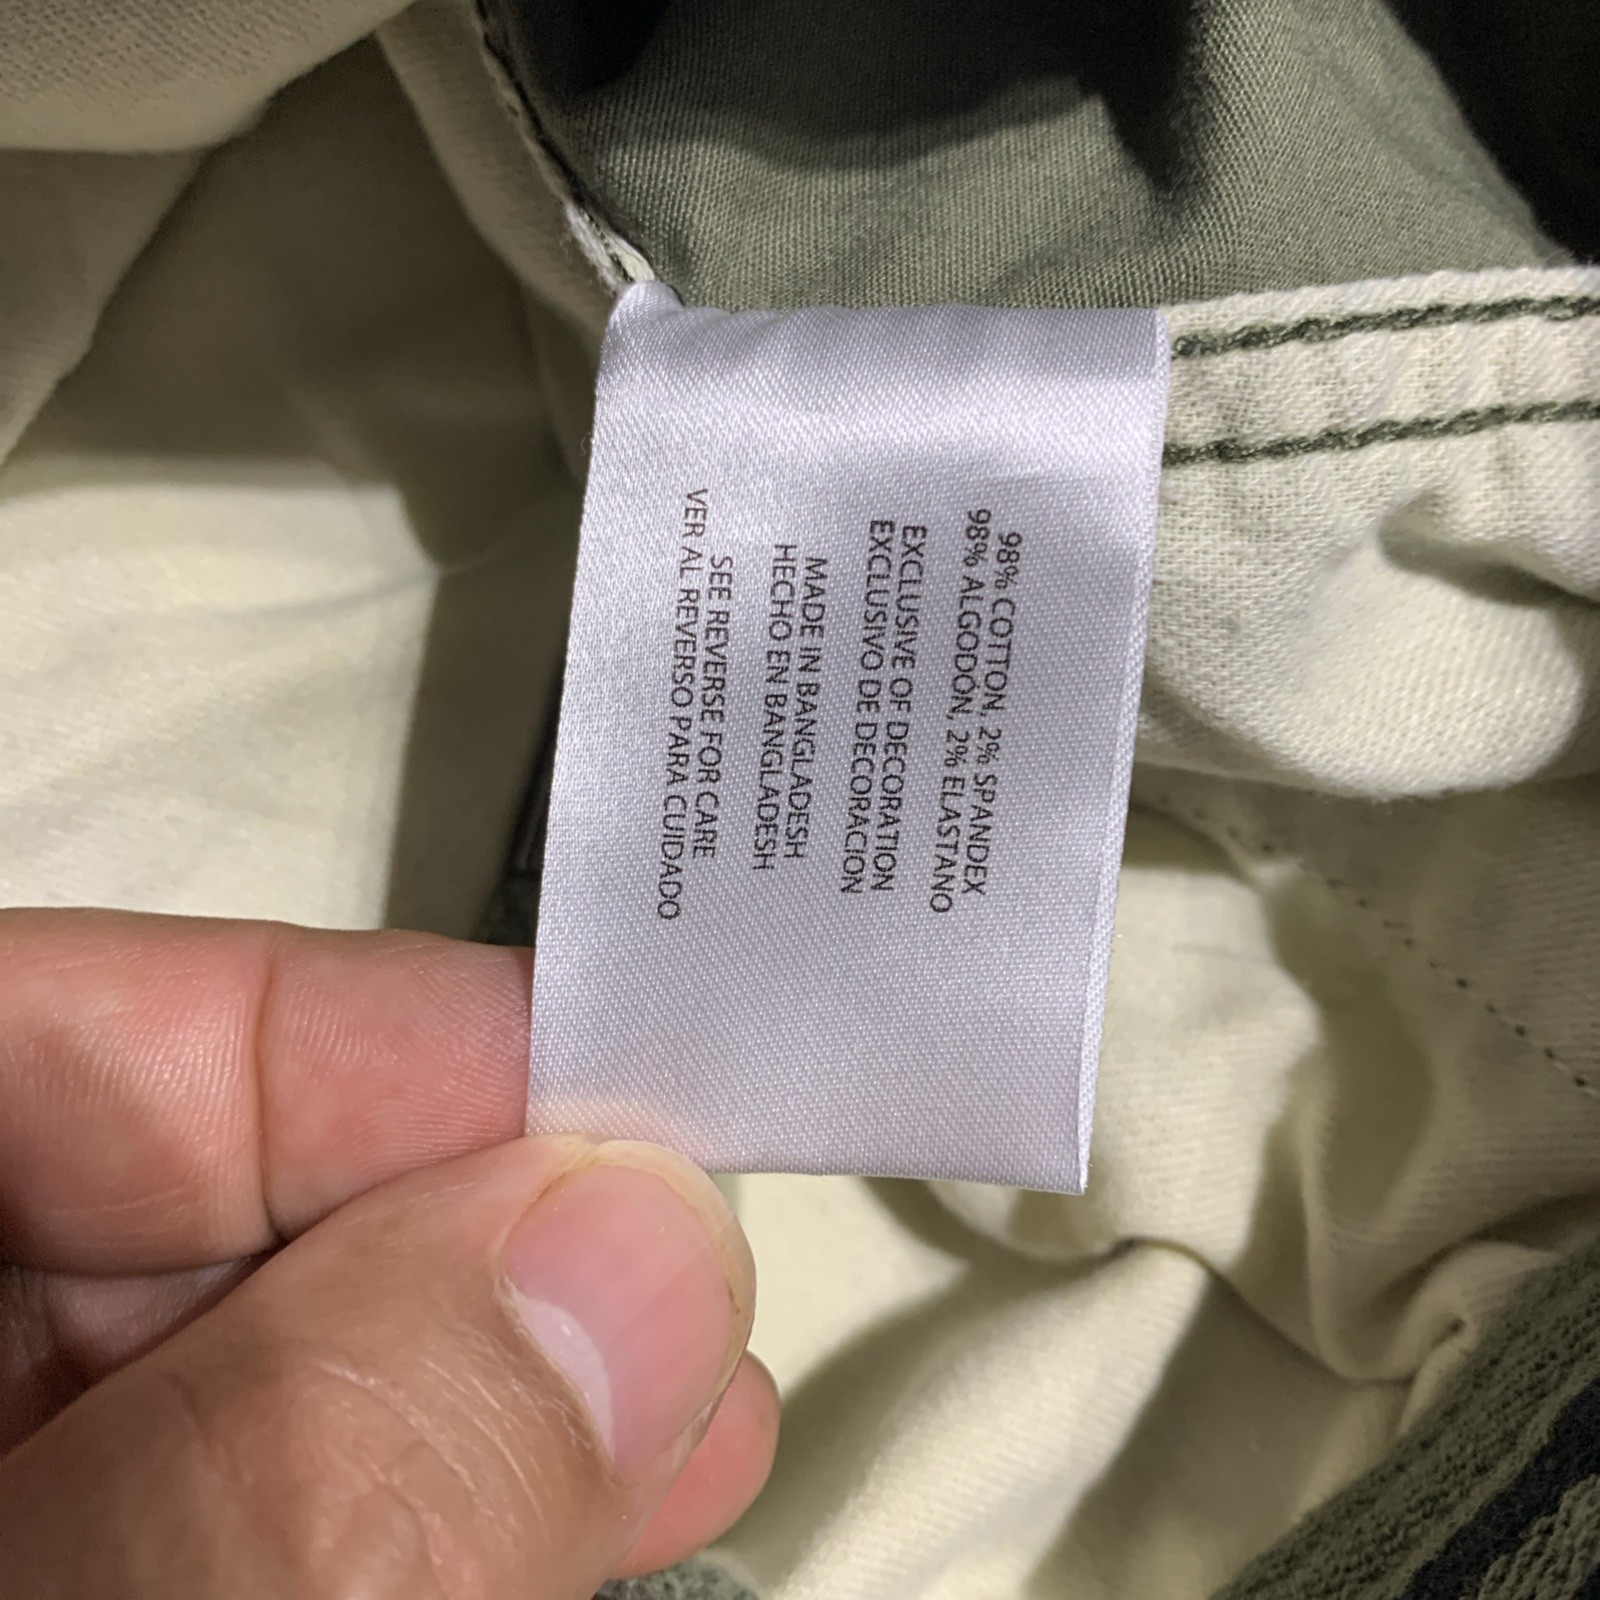 98% COTTON, 2% SPANDEX
98% ALGODÓN, 2% ELASTANO
EXCLUSIVE OF DECORATION
EXCLUSIVO DE DECORACION
MADE IN BANGLADESH
HECHO EN BANGLADESH
SEE REVERSE FOR CARE
VER AL REVERSO PARA CUIDADO